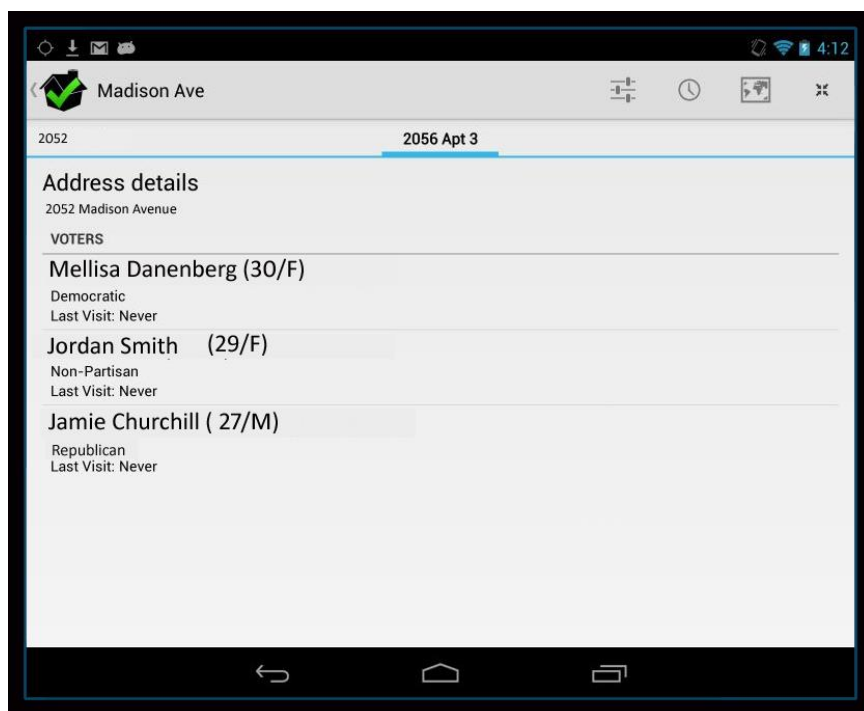 4:12
Madison Ave
2052 2056 Apt 3
Address details
2052 Madison Avenue
VOTERS
Mellisa Danenberg (30/F)
Democratic
Last Visit: Never
Jordan Smith (29/F)
Non-Partisan
Last Visit: Never
Jamie Churchill ( 27/M)
Republican
Last Visit: Never